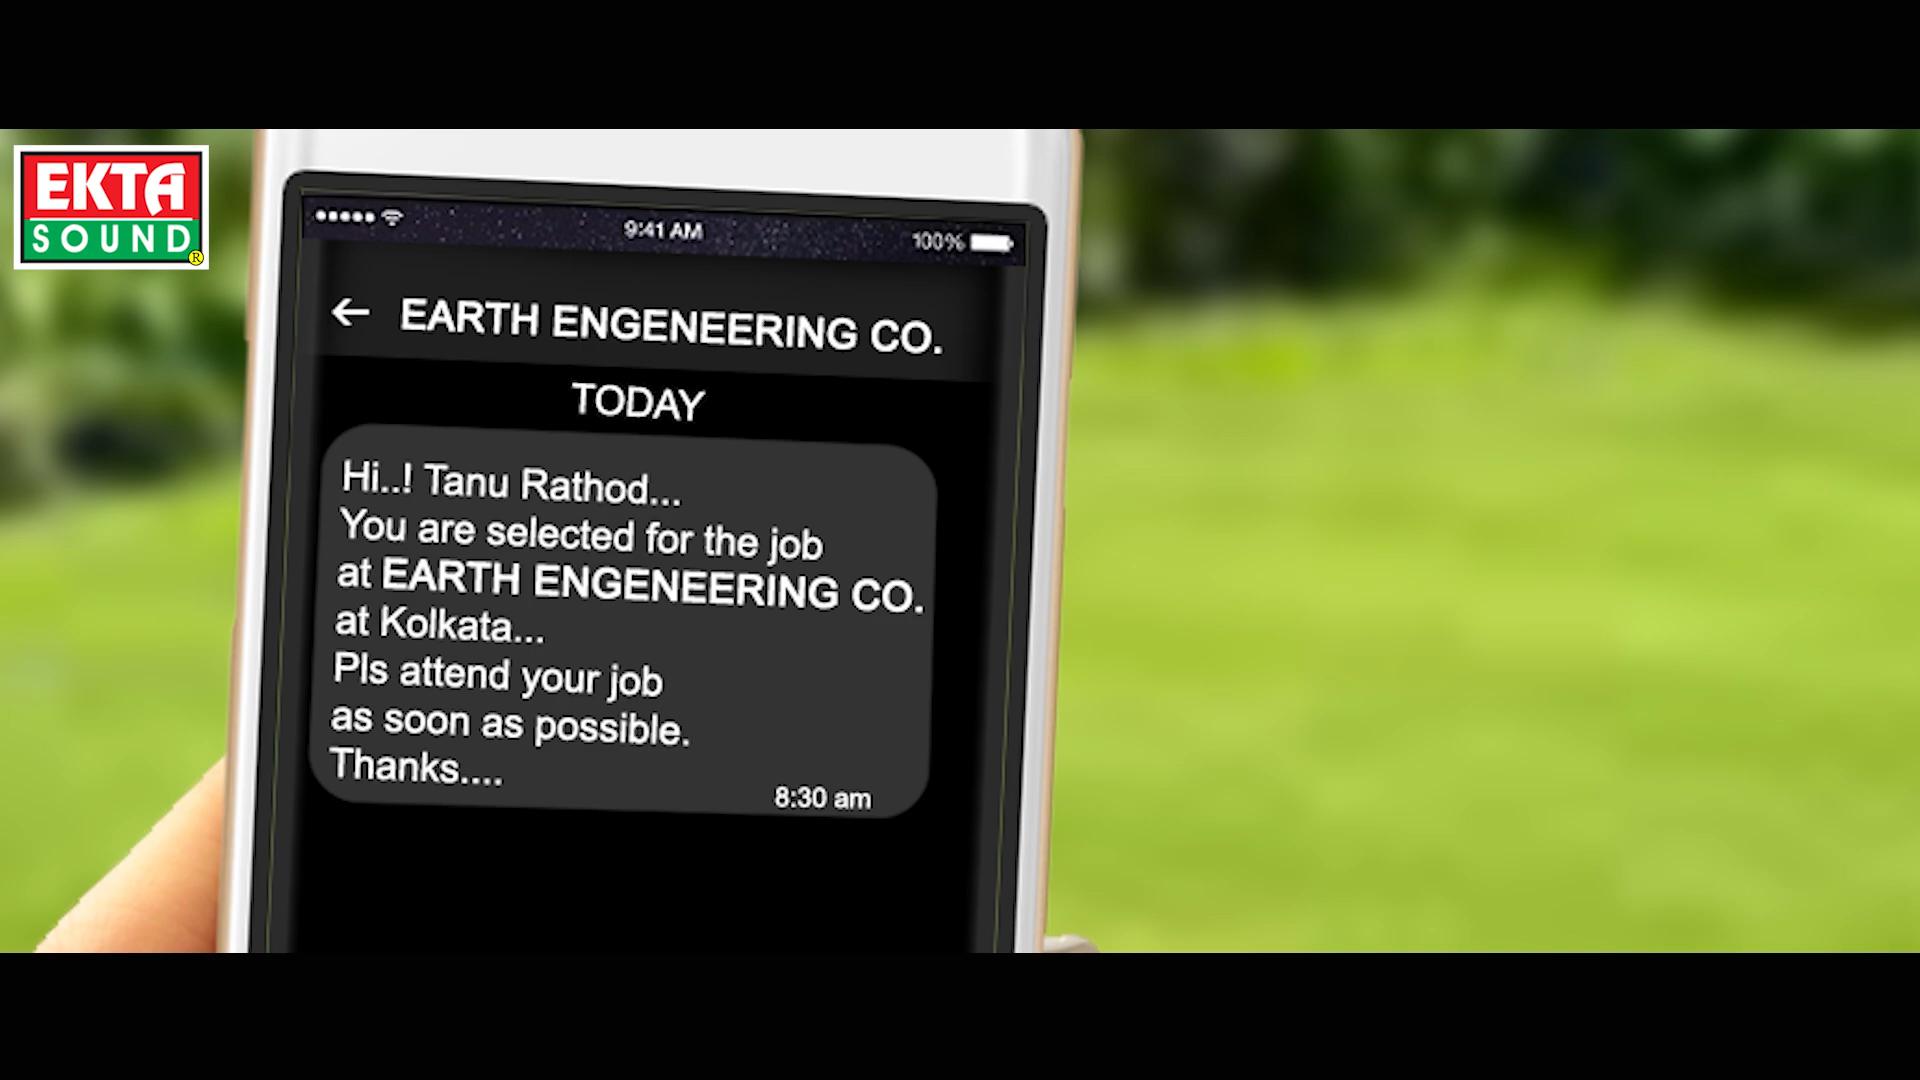 EKTA
SOUND
®
9:41 AM
100%
← EARTH ENGENEERING CO.
TODAY
Hi..! Tanu Rathod...
You are selected for the job
at EARTH ENGENEERING CO.
at Kolkata...
Pls attend your job
as soon as possible.
Thanks....
8:30 am